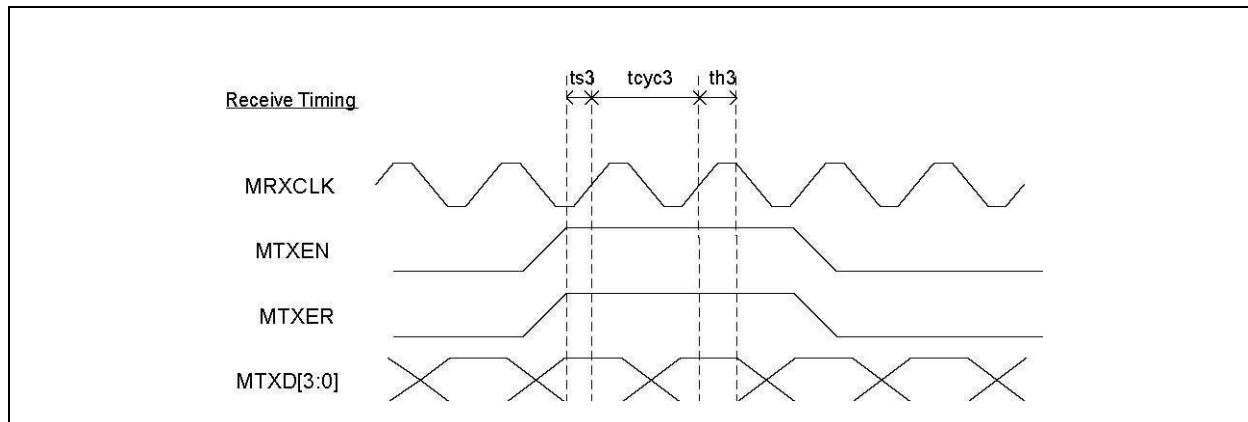 ts3 tcyc3 th3
Receive Timing
MRXCLK
MTXEN
MTXER
MTXD[3:0]